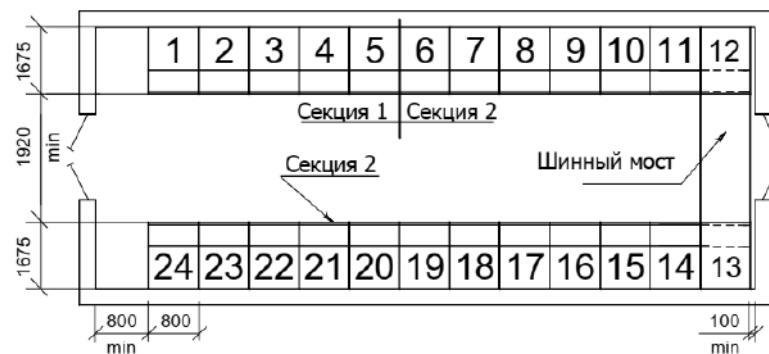 1675
1 2 3 4 5 6 7 8 9 10 11 12
Секция 1 Секция 2
1920
min
Секция 2
Шинный мост
1675
24 23 22 21 20 19 18 17 16 15 14 13
800 800 100
min min